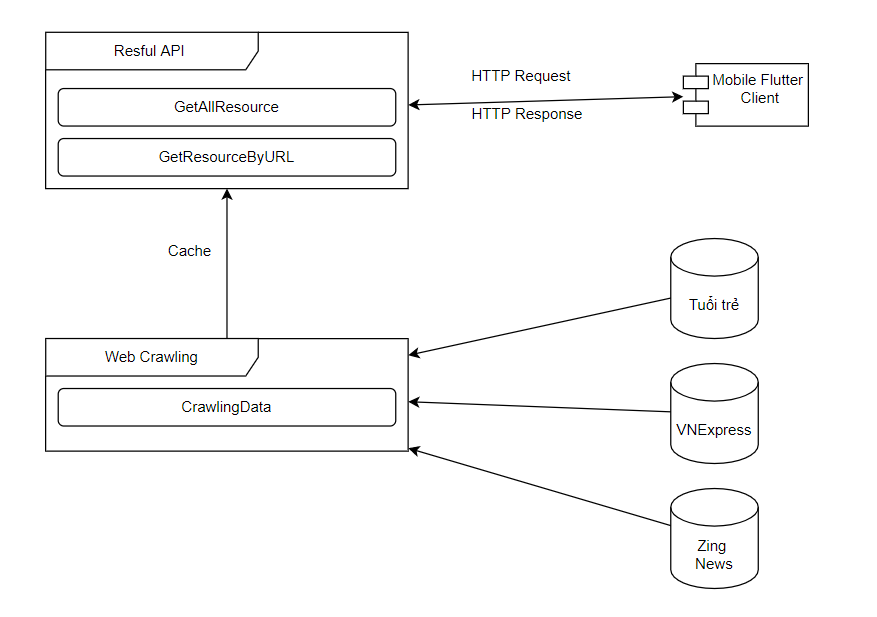 Resful API
GetAllResource
GetResourceByURL
HTTP Request
HTTP Response
Mobile Flutter
Client
Cache
Web Crawling
CrawlingData
Tuổi trẻ
VNExpress
Zing
News